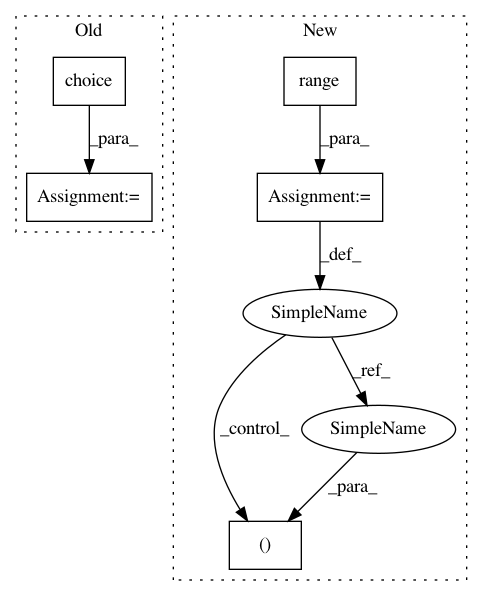 Old
New
choice
range
_para_
_para_
Assignment:=
Assignment:=
_def_
SimpleName
_ref_
_control_
SimpleName
_para_
()